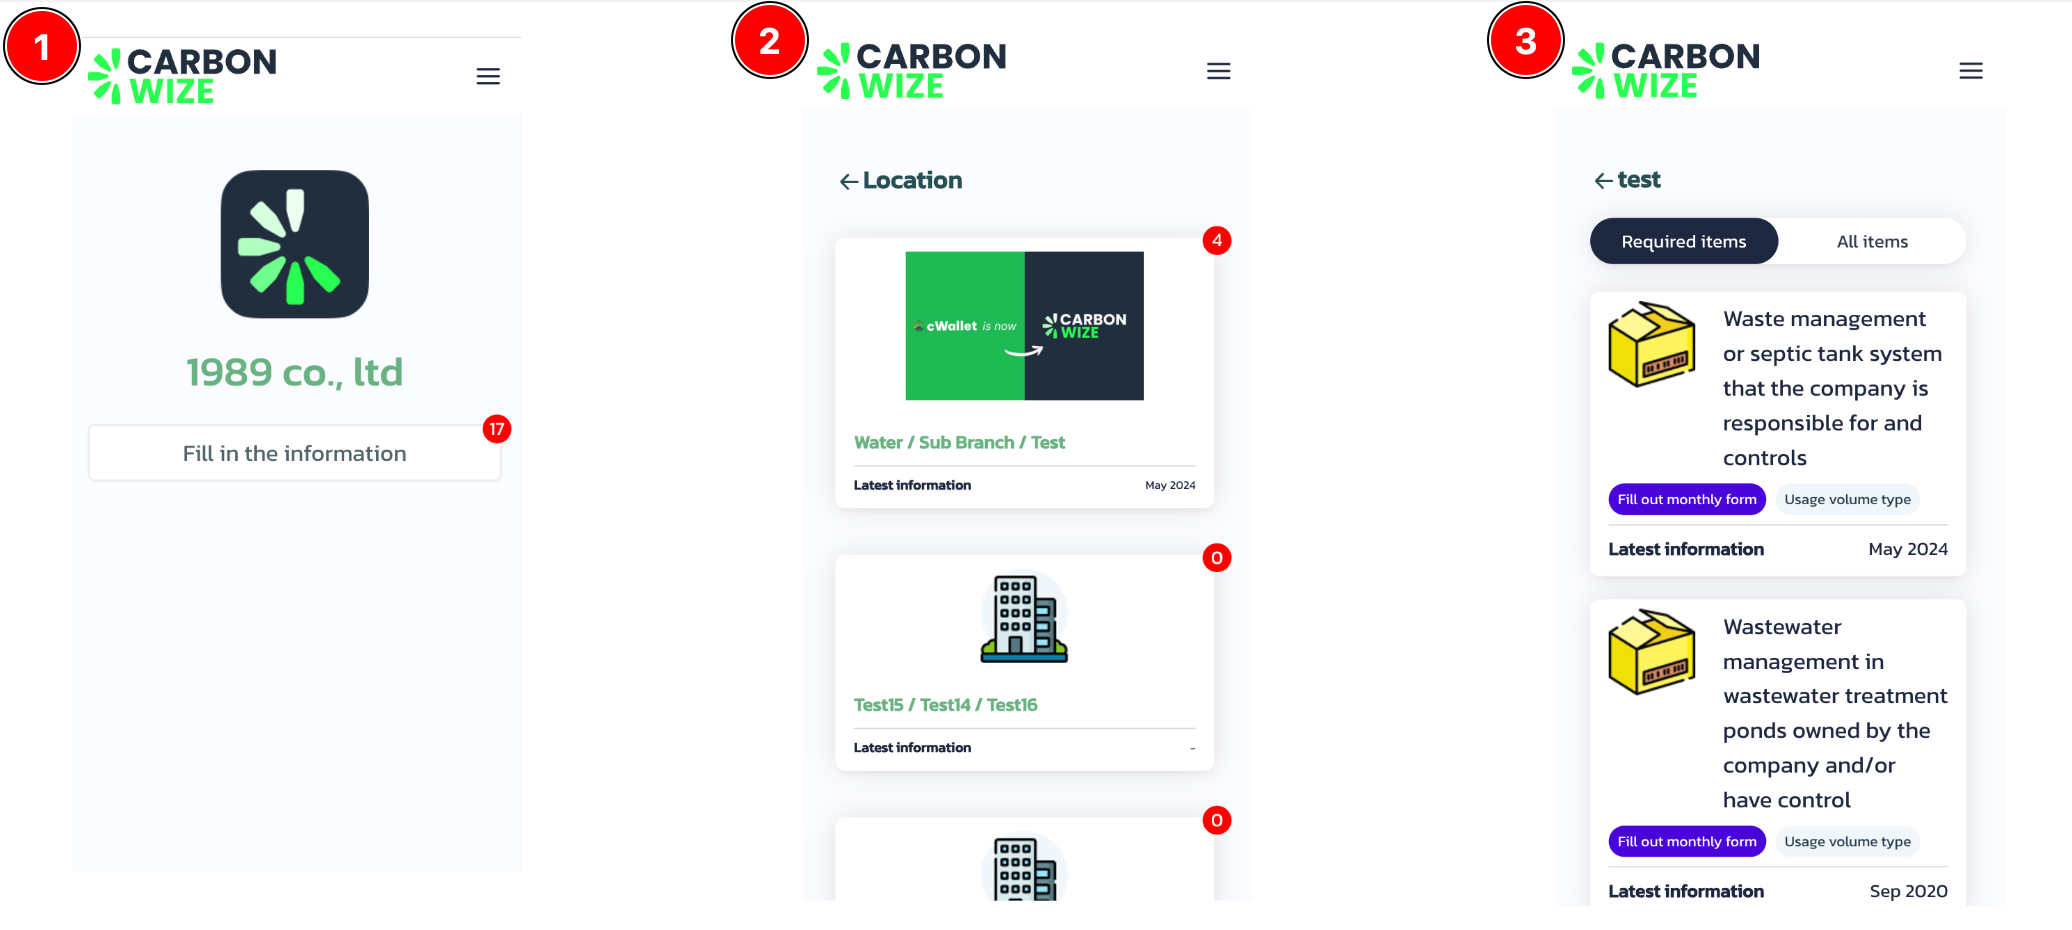 1
CARBON
WIZE
1989 co., ltd
17
Fill in the information
2
CARBON
WIZE
←Location
4
cWallet is now
CARBON
WIZE
Water / Sub Branch / Test
Latest information May 2024
0
Test15 / Test14 / Test16
Latest information -
0
3
CARBON
WIZE
←test
Required items All items
Waste management
or septic tank system
that the company is
responsible for and
controls
Fill out monthly form Usage volume type
Latest information May 2024
Wastewater
management in
wastewater treatment
ponds owned by the
company and/or
have control
Fill out monthly form Usage volume type
Latest information Sep 2020